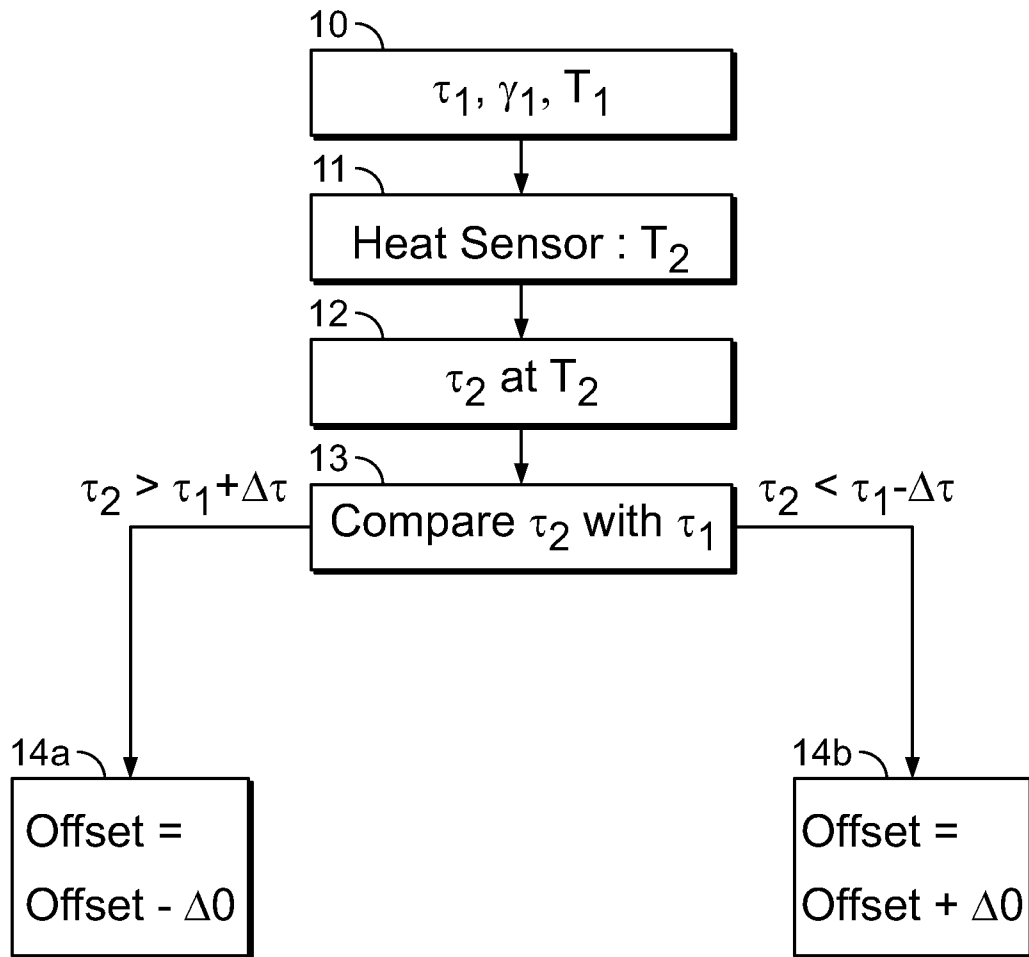 10
τ₁, γ₁, T₁
11
Heat Sensor : T₂
12
τ₂ at T₂
13
τ₂ > τ₁+Δτ
Compare τ₂ with τ₁
τ₂ < τ₁-Δτ
14a
Offset =
Offset - Δ0
14b
Offset =
Offset + Δ0